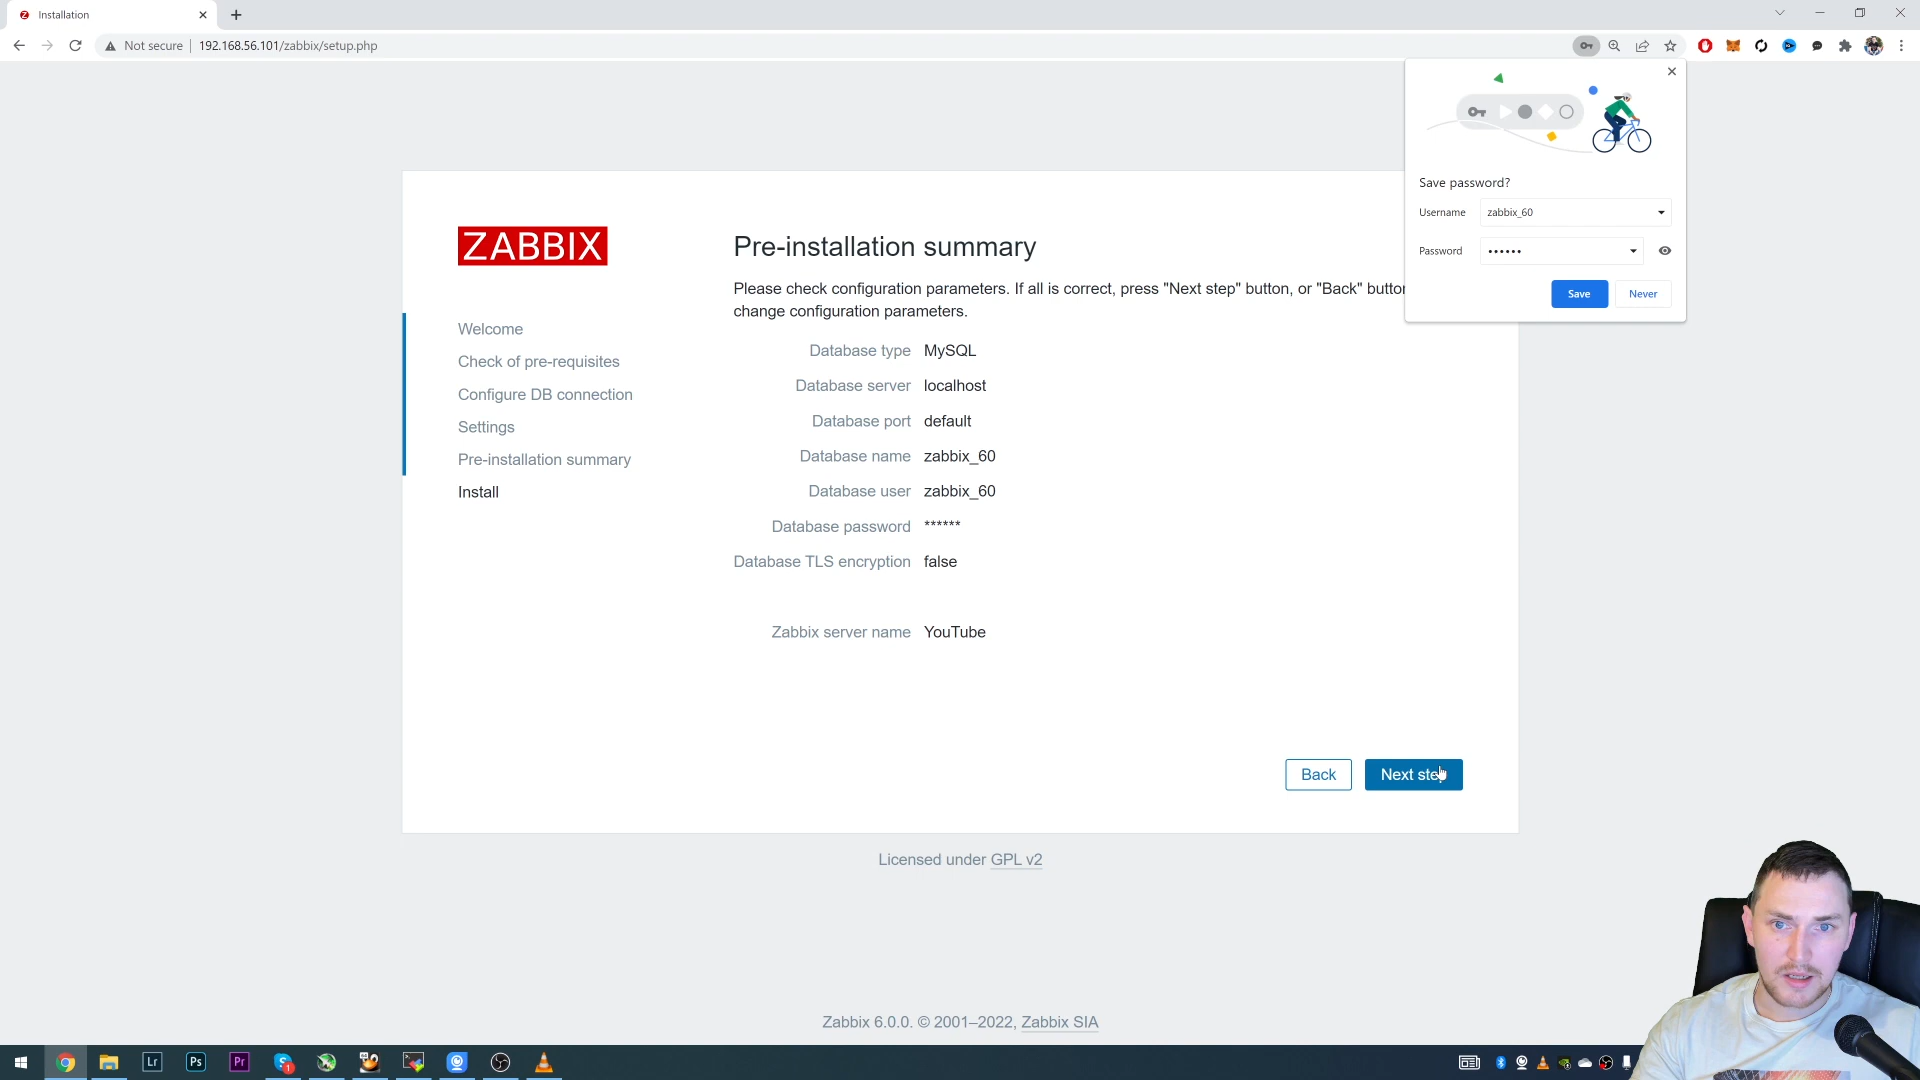 Installation
Not secure
192.168.56.101/zabbix/setup.php
Save password?
Username
zabbix_60
Password
••••••
Save
Never
ZABBIX
Welcome
Check of pre-requisites
Configure DB connection
Settings
Pre-installation summary
Install
Pre-installation summary
Please check configuration parameters. If all is correct, press "Next step" button, or "Back" button
change configuration parameters.
Database type MySQL
Database server localhost
Database port default
Database name zabbix_60
Database user zabbix_60
Database password ******
Database TLS encryption false
Zabbix server name YouTube
Back
Next step
Licensed under GPL v2
Zabbix 6.0.0. © 2001–2022, Zabbix SIA
Lr
Ps
Pr
1